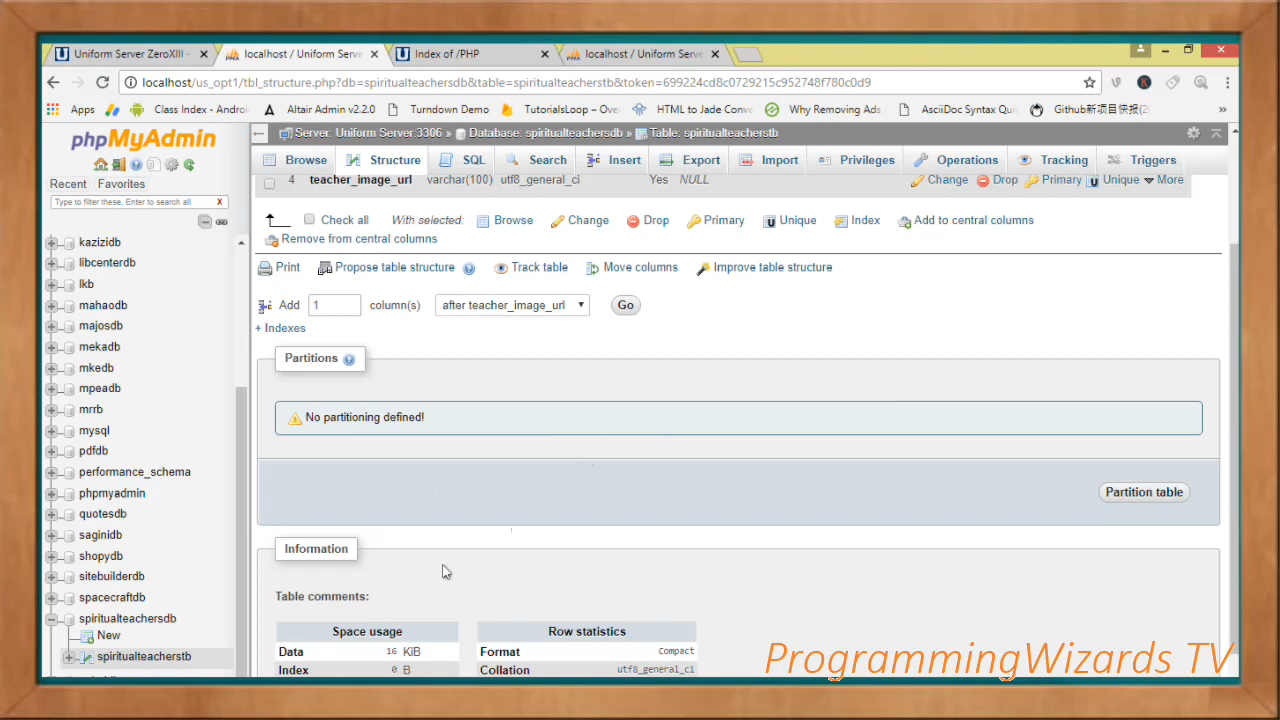 Uniform Server ZeroXIII -
localhost / Uniform Serve
Index of /PHP
localhost / Uniform Serve
localhost/us_opt1/tbl_structure.php?db=spiritualteachersdb&table=spiritualteacherstb&token=699224cd8c0729215c952748f780c0d9
Apps
Class Index - Androi
Altair Admin v2.2.0
Turndown Demo
TutorialsLoop – Over
HTML to Jade Conve
Why Removing Ads
AsciiDoc Syntax Qui
Github新项目快报(2
»
phpMyAdmin
Recent Favorites
Type to filter these, Enter to search all X
kazizidb
libcenterdb
lkb
mahaodb
majosdb
mekadb
mkedb
mpeadb
mrrb
mysql
pdfdb
performance_schema
phpmyadmin
quotesdb
saginidb
shopydb
sitebuilderdb
spacecraftdb
spiritualteachersdb
New
spiritualteacherstb
Server: Uniform Server:3306 » Database: spiritualteachersdb » Table: spiritualteacherstb
Browse Structure SQL Search Insert Export Import Privileges Operations Tracking Triggers
4 teacher_image_url varchar(100) utf8_general_ci Yes NULL Change Drop Primary Unique More
Check all With selected: Browse Change Drop Primary Unique Index Add to central columns
Remove from central columns
Print Propose table structure Track table Move columns Improve table structure
Add 1 column(s) after teacher_image_url Go
+ Indexes
Partitions
No partitioning defined!
Partition table
Information
Table comments:
Space usage
Data 16 KiB
Index 0 B
Row statistics
Format Compact
Collation utf8_general_ci
ProgrammingWizards TV